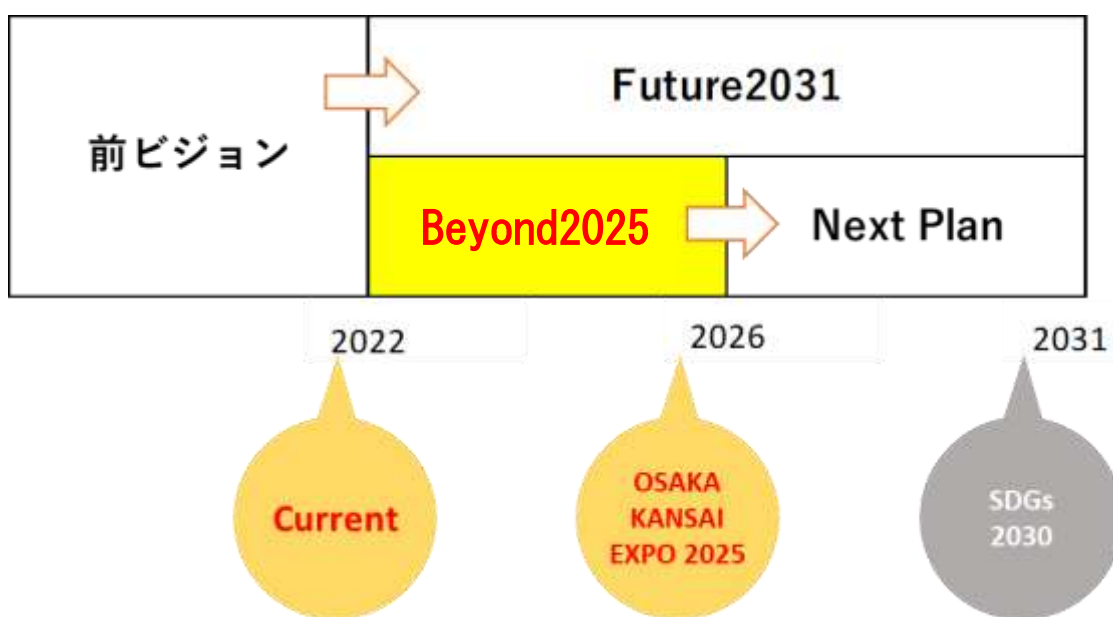 前ビジョン
Future2031
Beyond2025
Next Plan
2022
2026
2031
Current
OSAKA
KANSAI
EXPO 2025
SDGs
2030